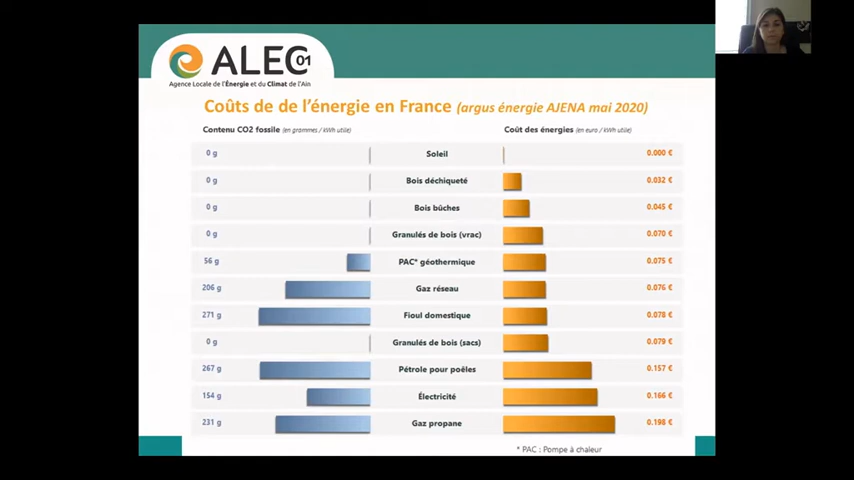 ALEC 01
Agence Locale de l'Énergie et du Climat de l'Ain
Coûts de de l'énergie en France (argus énergie AJENA mai 2020)
Contenu CO2 fossile (en grammes / kWh utile) Coût des énergies (en euro / kWh utile)
0 g Soleil 0.000 €
0 g Bois déchiqueté 0.032 €
0 g Bois bûches 0.045 €
0 g Granulés de bois (vrac) 0.070 €
56 g PAC* géothermique 0.075 €
206 g Gaz réseau 0.076 €
271 g Fioul domestique 0.078 €
0 g Granulés de bois (sacs) 0.079 €
267 g Pétrole pour poêles 0.157 €
154 g Électricité 0.166 €
231 g Gaz propane 0.198 €
* PAC : Pompe à chaleur